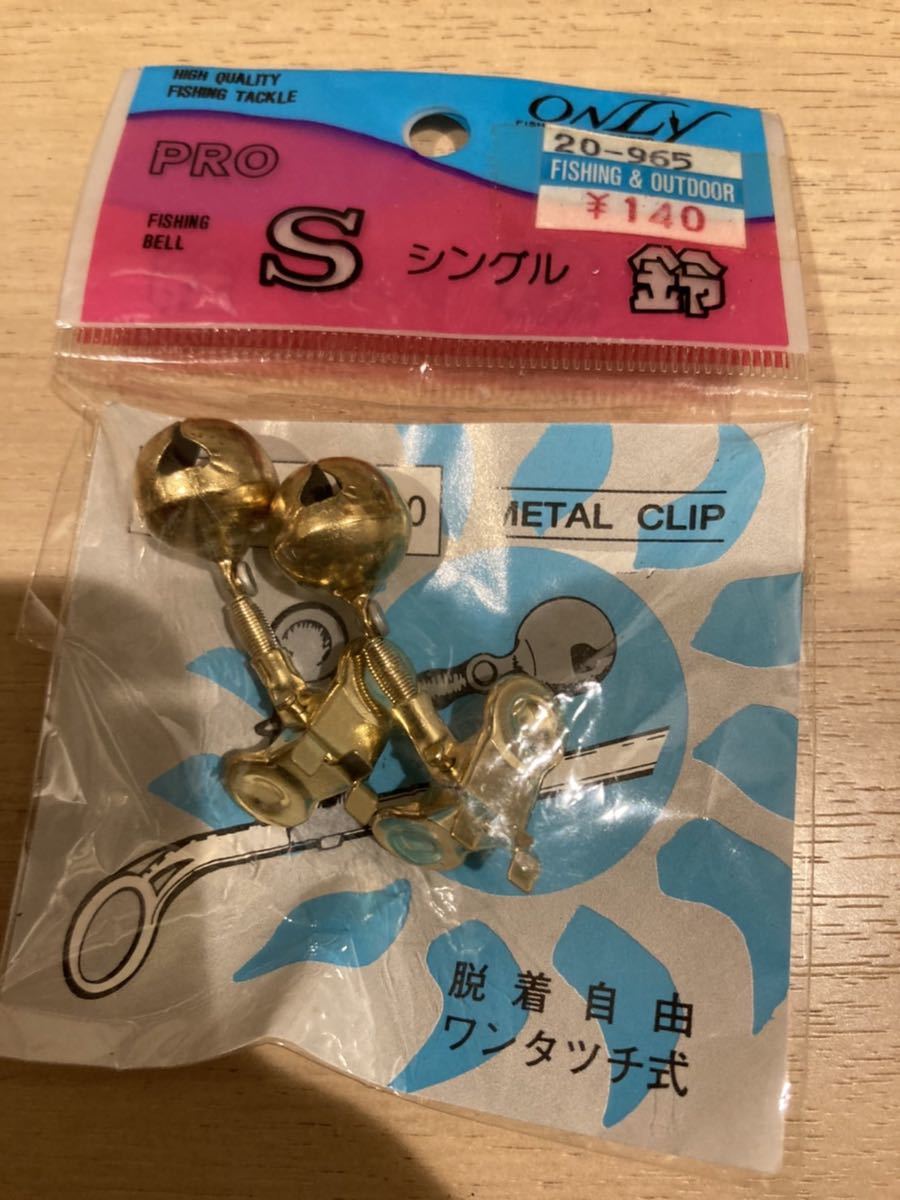 HIGH QUALITY
FISHING TACKLE
ONLY
20-965
FISHING & OUTDOOR
¥140
PRO
FISHING
BELL
S シングル 鈴
METAL CLIP
脱着自由
ワンタツチ式